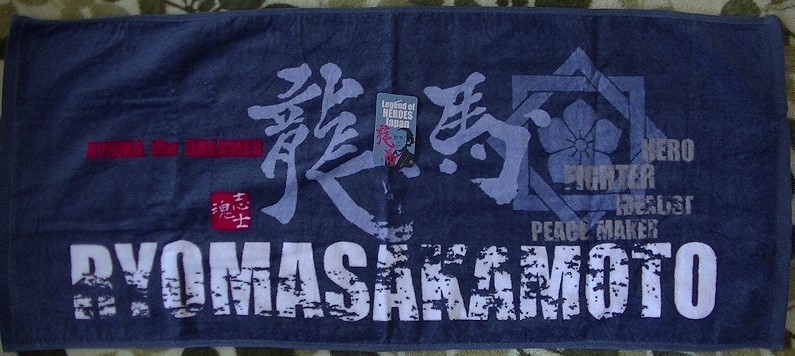 龍馬
Legend of
HEROES
Japan
龍馬
RYOMA the DREAMER
HERO
FIGHTER
IDEALIST
PEACE MAKER
志士
魂
RYOMASAKAMOTO